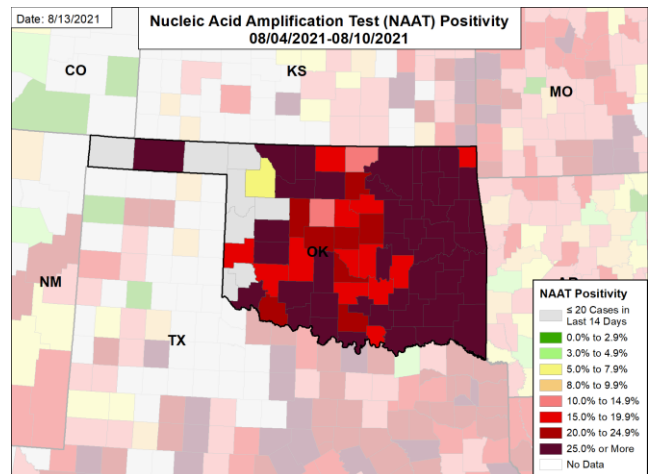 Date: 8/13/2021
Nucleic Acid Amplification Test (NAAT) Positivity
08/04/2021-08/10/2021
CO
KS
MO
OK
NM
TX
AR
NAAT Positivity
≤ 20 Cases in
Last 14 Days
0.0% to 2.9%
3.0% to 4.9%
5.0% to 7.9%
8.0% to 9.9%
10.0% to 14.9%
15.0% to 19.9%
20.0% to 24.9%
25.0% or More
No Data